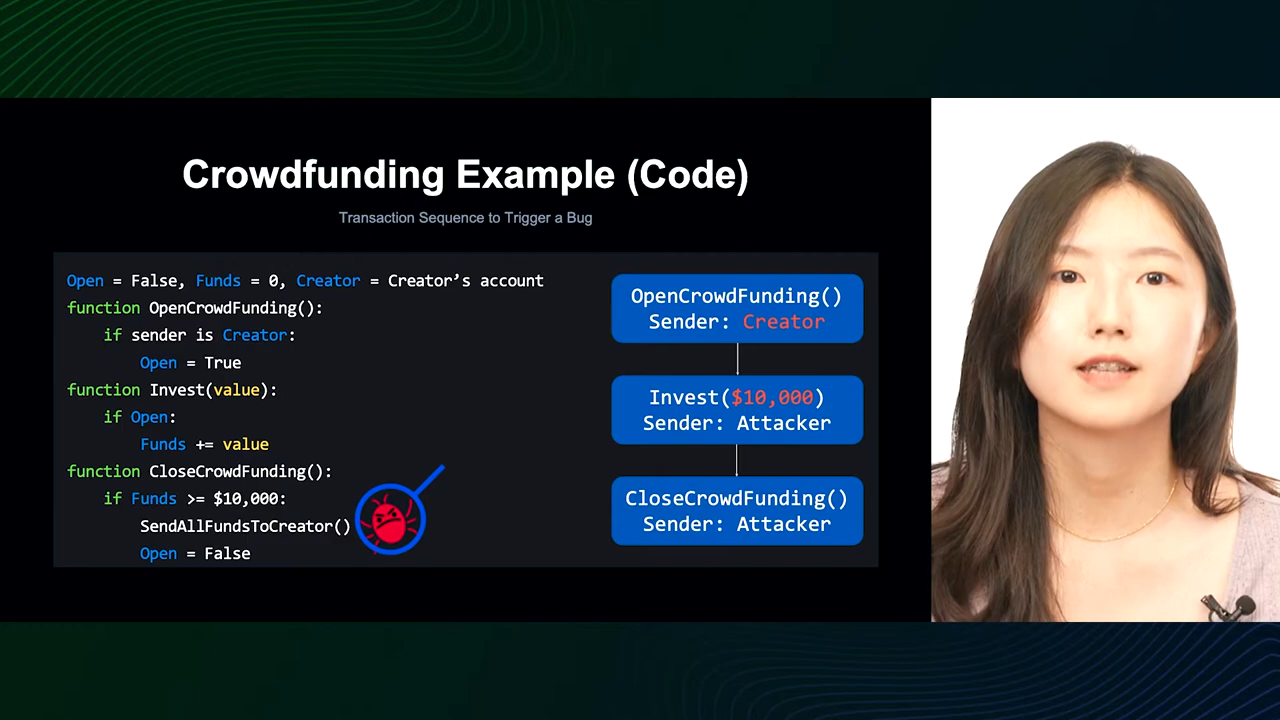 Crowdfunding Example (Code)
Transaction Sequence to Trigger a Bug
Open = False, Funds = 0, Creator = Creator’s account
function OpenCrowdFunding():
if sender is Creator:
Open = True
function Invest(value):
if Open:
Funds += value
function CloseCrowdFunding():
if Funds >= $10,000:
SendAllFundsToCreator()
Open = False
OpenCrowdFunding()
Sender: Creator
Invest($10,000)
Sender: Attacker
CloseCrowdFunding()
Sender: Attacker